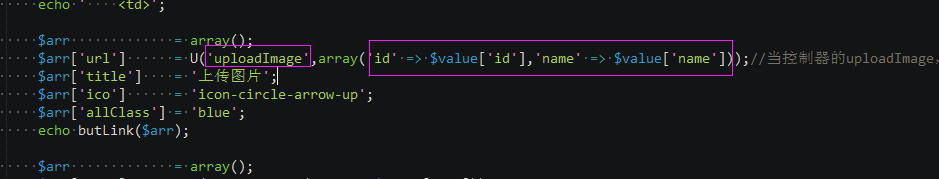 echo '    <td>';
$arr = array();
$arr['url'] = U('uploadImage',array('id' => $value['id'],'name' => $value['name']));//当控制器的uploadImage,
$arr['title'] = '上传图片';
$arr['ico'] = 'icon-circle-arrow-up';
$arr['allClass'] = 'blue';
echo butLink($arr);
$arr = array();